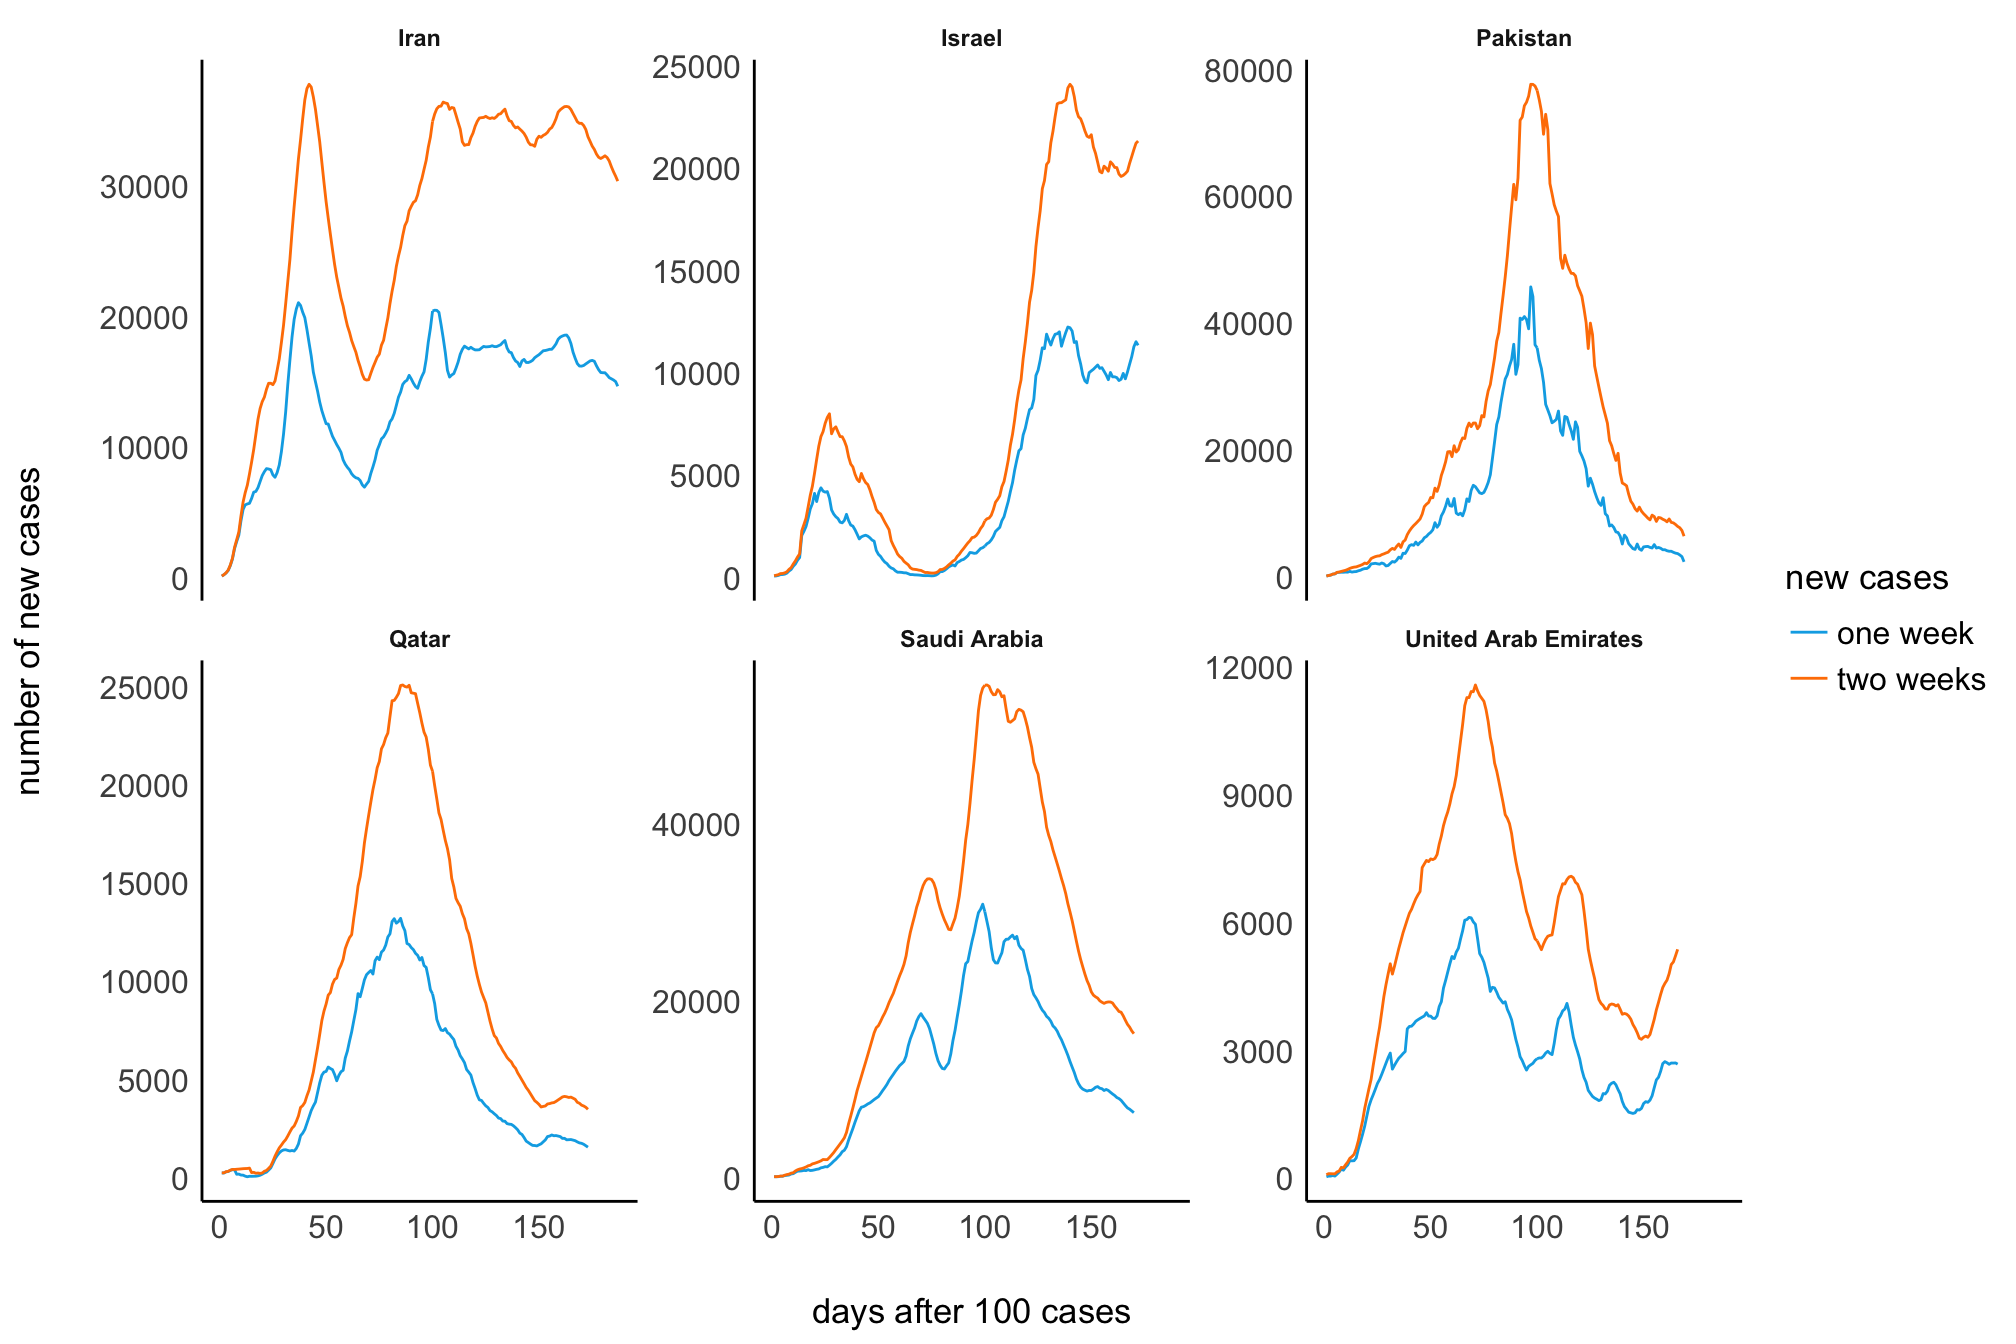 Iran
Israel
Pakistan
30000
20000
10000
0
25000
20000
15000
10000
5000
0
80000
60000
40000
20000
0
number of new cases
new cases
one week
two weeks
Qatar
Saudi Arabia
United Arab Emirates
25000
20000
15000
10000
5000
0
40000
20000
0
12000
9000
6000
3000
0
0 50 100 150
0 50 100 150
0 50 100 150
days after 100 cases